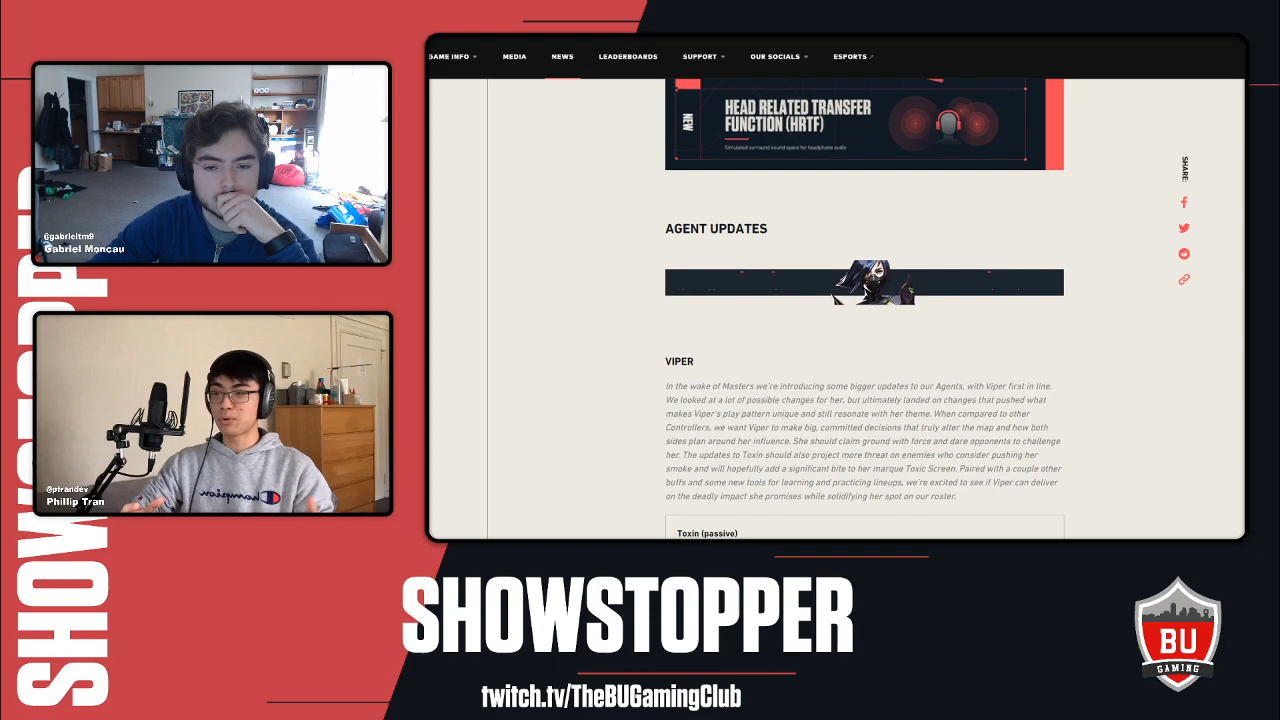 SHOWSTOPPER
@gabrieltm9
Gabriel Moncau
@ptrandev
Phillip Tran
Champion
GAME INFO
MEDIA
NEWS
LEADERBOARDS
SUPPORT
OUR SOCIALS
ESPORTS
NEW
HEAD RELATED TRANSFER
FUNCTION (HRTF)
Simulated surround sound space for headphone audio
SHARE:
AGENT UPDATES
VIPER
In the wake of Masters we're introducing some bigger updates to our Agents, with Viper first in line.
We looked at a lot of possible changes for her, but ultimately landed on changes that pushed what
makes Viper's play pattern unique and still resonate with her theme. When compared to other
Controllers, we want Viper to make big, committed decisions that truly alter the map and how both
sides plan around her influence. She should claim ground with force and dare opponents to challenge
her. The updates to Toxin should also project more threat on enemies who consider pushing her
smoke and will hopefully add a significant bite to her marque Toxic Screen. Paired with a couple other
buffs and some new tools for learning and practicing lineups, we're excited to see if Viper can deliver
on the deadly impact she promises while solidifying her spot on our roster.
Toxin (passive)
SHOWSTOPPER
twitch.tv/TheBUGamingClub
BU
GAMING